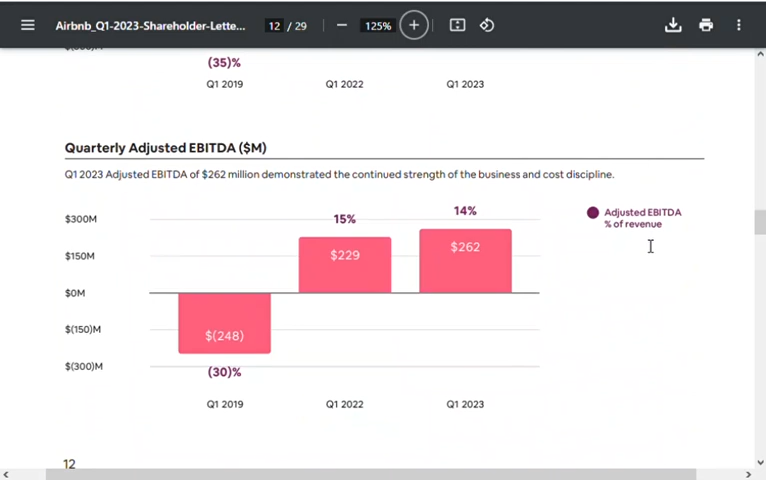 Airbnb_Q1-2023-Shareholder-Lette...
12 / 29
125%
(35)%
Q1 2019
Q1 2022
Q1 2023
Quarterly Adjusted EBITDA ($M)
Q1 2023 Adjusted EBITDA of $262 million demonstrated the continued strength of the business and cost discipline.
$300M
$150M
$0M
$(150)M
$(300)M
15%
14%
$229
$262
$(248)
(30)%
Q1 2019
Q1 2022
Q1 2023
Adjusted EBITDA
% of revenue
12